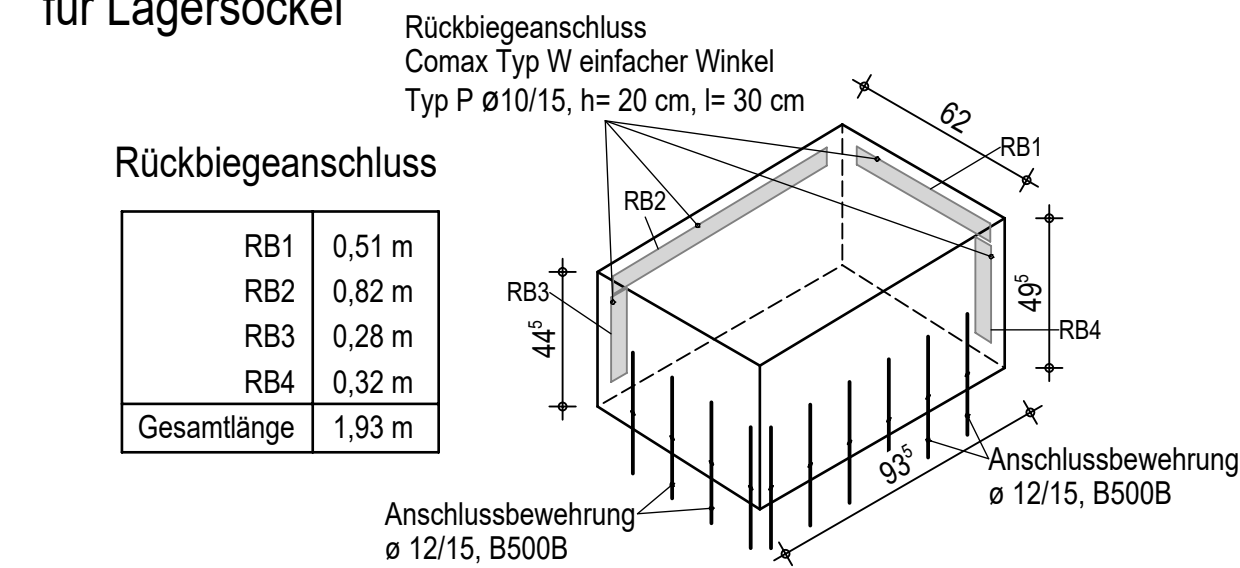 für Lagersockel
Rückbiegeanschluss
Comax Typ W einfacher Winkel
Typ P ø10/15, h= 20 cm, l= 30 cm
Rückbiegeanschluss
RB1 0,51 m
RB2 0,82 m
RB3 0,28 m
RB4 0,32 m
Gesamtlänge 1,93 m
62
RB1
RB2
RB3
44⁵
49⁵
RB4
93⁵
Anschlussbewehrung
ø 12/15, B500B
Anschlussbewehrung
ø 12/15, B500B